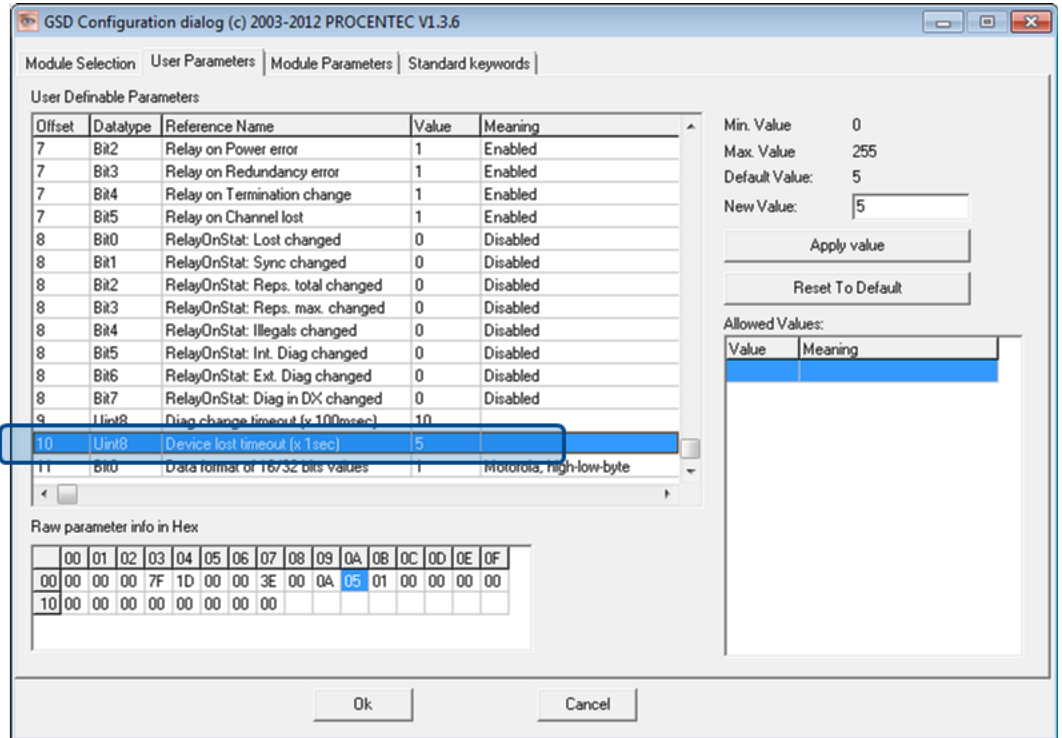 GSD Configuration dialog (c) 2003-2012 PROCENTEC V1.3.6
Module Selection User Parameters Module Parameters Standard keywords
User Definable Parameters
Offset Datatype Reference Name Value Meaning
7 Bit2 Relay on Power error 1 Enabled
7 Bit3 Relay on Redundancy error 1 Enabled
7 Bit4 Relay on Termination change 1 Enabled
7 Bit5 Relay on Channel lost 1 Enabled
8 Bit0 RelayOnStat: Lost changed 0 Disabled
8 Bit1 RelayOnStat: Sync changed 0 Disabled
8 Bit2 RelayOnStat: Reps. total changed 0 Disabled
8 Bit3 RelayOnStat: Reps. max. changed 0 Disabled
8 Bit4 RelayOnStat: Illegals changed 0 Disabled
8 Bit5 RelayOnStat: Int. Diag changed 0 Disabled
8 Bit6 RelayOnStat: Ext. Diag changed 0 Disabled
8 Bit7 RelayOnStat: Diag in DX changed 0 Disabled
9 Uint8 Diag change timeout (x 100msec) 10
10 Uint8 Device lost timeout (x 1sec) 5
11 Bit0 Data format of 16/32 bits values 1 Motorola, high-low-byte
Min. Value 0
Max. Value 255
Default Value: 5
New Value: 5
Apply value
Reset To Default
Allowed Values:
Value Meaning
Raw parameter info in Hex
00 01 02 03 04 05 06 07 08 09 0A 0B 0C 0D 0E 0F
00 00 00 00 7F 1D 00 00 3E 00 0A 05 01 00 00 00 00
10 00 00 00 00 00 00 00 00
Ok Cancel